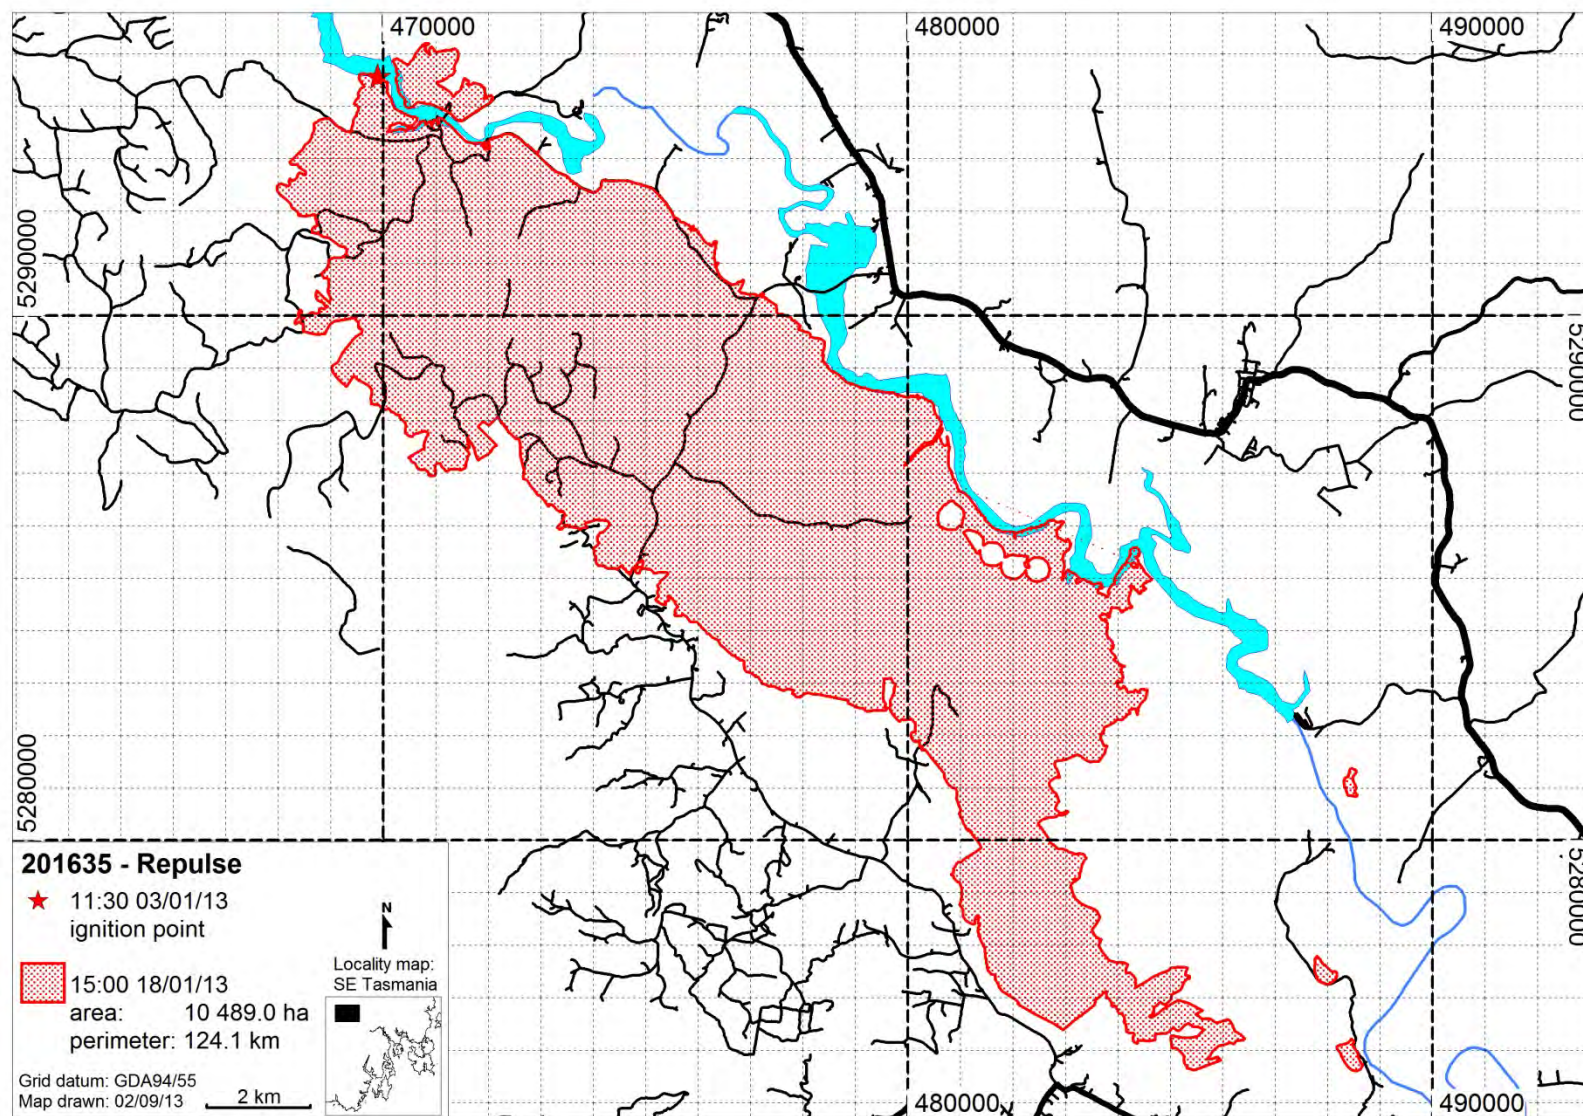 470000
480000
490000
5290000
5290000
5280000
5280000
201635 - Repulse
11:30 03/01/13
ignition point
15:00 18/01/13
area: 10 489.0 ha
perimeter: 124.1 km
N
Locality map:
SE Tasmania
Grid datum: GDA94/55
Map drawn: 02/09/13
2 km
480000
490000